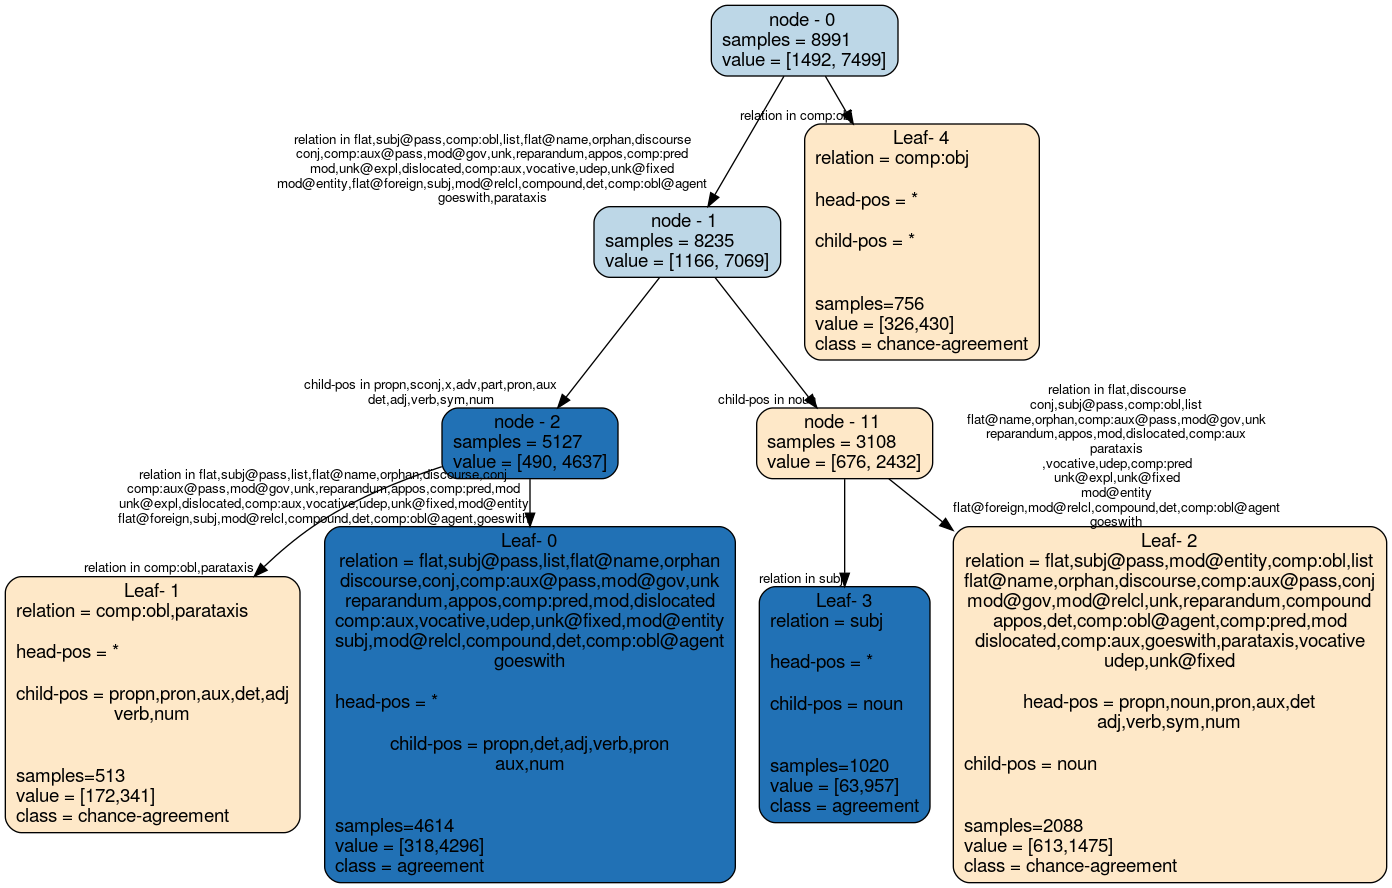 node - 0
samples = 8991
value = [1492, 7499]
relation in comp:obj
relation in flat,subj@pass,comp:obl,list,flat@name,orphan,discourse
conj,comp:aux@pass,mod@gov,unk,reparandum,appos,comp:pred
mod,unk@expl,dislocated,comp:aux,vocative,udep,unk@fixed
mod@entity,flat@foreign,subj,mod@relcl,compound,det,comp:obl@agent
goeswith,parataxis
Leaf- 4
relation = comp:obj
head-pos = *
child-pos = *
samples=756
value = [326,430]
class = chance-agreement
node - 1
samples = 8235
value = [1166, 7069]
child-pos in propn,sconj,x,adv,part,pron,aux
det,adj,verb,sym,num
child-pos in noun
node - 2
samples = 5127
value = [490, 4637]
node - 11
samples = 3108
value = [676, 2432]
relation in flat,discourse
conj,subj@pass,comp:obl,list
flat@name,orphan,comp:aux@pass,mod@gov,unk
reparandum,appos,mod,dislocated,comp:aux
parataxis
,vocative,udep,comp:pred
unk@expl,unk@fixed
mod@entity
flat@foreign,mod@relcl,compound,det,comp:obl@agent
goeswith
relation in flat,subj@pass,list,flat@name,orphan,discourse,conj
comp:aux@pass,mod@gov,unk,reparandum,appos,comp:pred,mod
unk@expl,dislocated,comp:aux,vocative,udep,unk@fixed,mod@entity
flat@foreign,subj,mod@relcl,compound,det,comp:obl@agent,goeswith
relation in comp:obl,parataxis
relation in subj
Leaf- 1
relation = comp:obl,parataxis
head-pos = *
child-pos = propn,pron,aux,det,adj
verb,num
samples=513
value = [172,341]
class = chance-agreement
Leaf- 0
relation = flat,subj@pass,list,flat@name,orphan
discourse,conj,comp:aux@pass,mod@gov,unk
reparandum,appos,comp:pred,mod,dislocated
comp:aux,vocative,udep,unk@fixed,mod@entity
subj,mod@relcl,compound,det,comp:obl@agent
goeswith
head-pos = *
child-pos = propn,det,adj,verb,pron
aux,num
samples=4614
value = [318,4296]
class = agreement
Leaf- 3
relation = subj
head-pos = *
child-pos = noun
samples=1020
value = [63,957]
class = agreement
Leaf- 2
relation = flat,subj@pass,mod@entity,comp:obl,list
flat@name,orphan,discourse,comp:aux@pass,conj
mod@gov,mod@relcl,unk,reparandum,compound
appos,det,comp:obl@agent,comp:pred,mod
dislocated,comp:aux,goeswith,parataxis,vocative
udep,unk@fixed
head-pos = propn,noun,pron,aux,det
adj,verb,sym,num
child-pos = noun
samples=2088
value = [613,1475]
class = chance-agreement